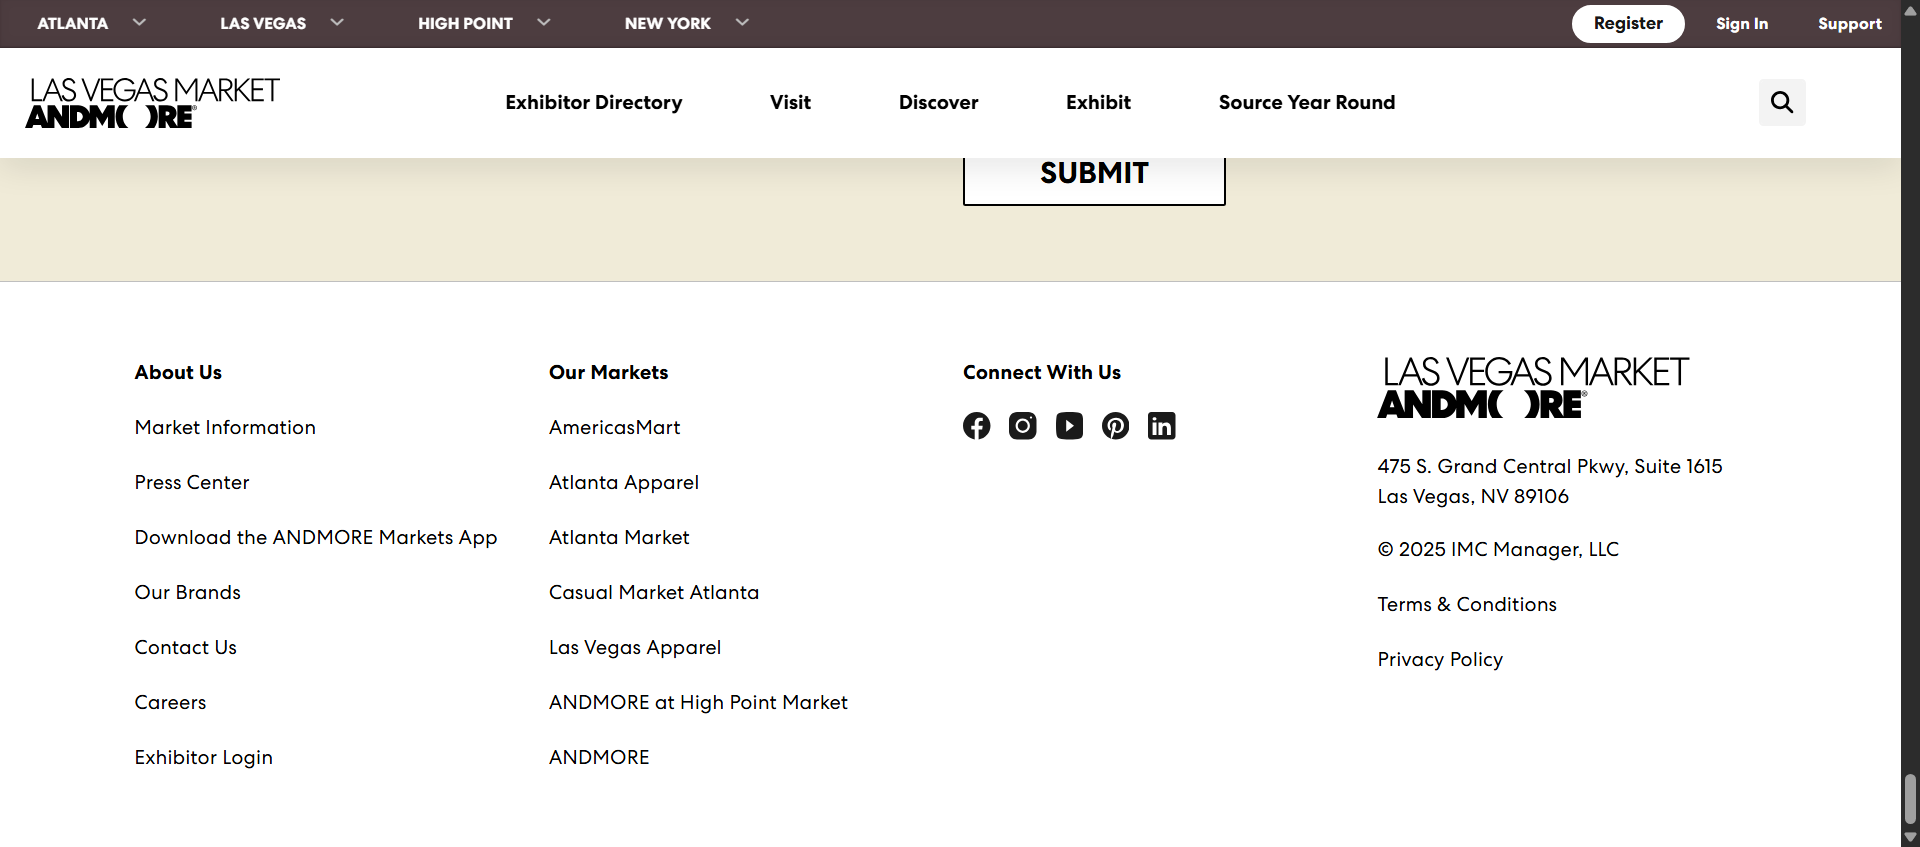 ATLANTA LAS VEGAS HIGH POINT NEW YORK Register Sign In Support
LAS VEGAS MARKET
ANDMORE®
Exhibitor Directory Visit Discover Exhibit Source Year Round
SUBMIT
About Us
Market Information
Press Center
Download the ANDMORE Markets App
Our Brands
Contact Us
Careers
Exhibitor Login
Our Markets
AmericasMart
Atlanta Apparel
Atlanta Market
Casual Market Atlanta
Las Vegas Apparel
ANDMORE at High Point Market
ANDMORE
Connect With Us
LAS VEGAS MARKET
ANDMORE®
475 S. Grand Central Pkwy, Suite 1615
Las Vegas, NV 89106
© 2025 IMC Manager, LLC
Terms & Conditions
Privacy Policy